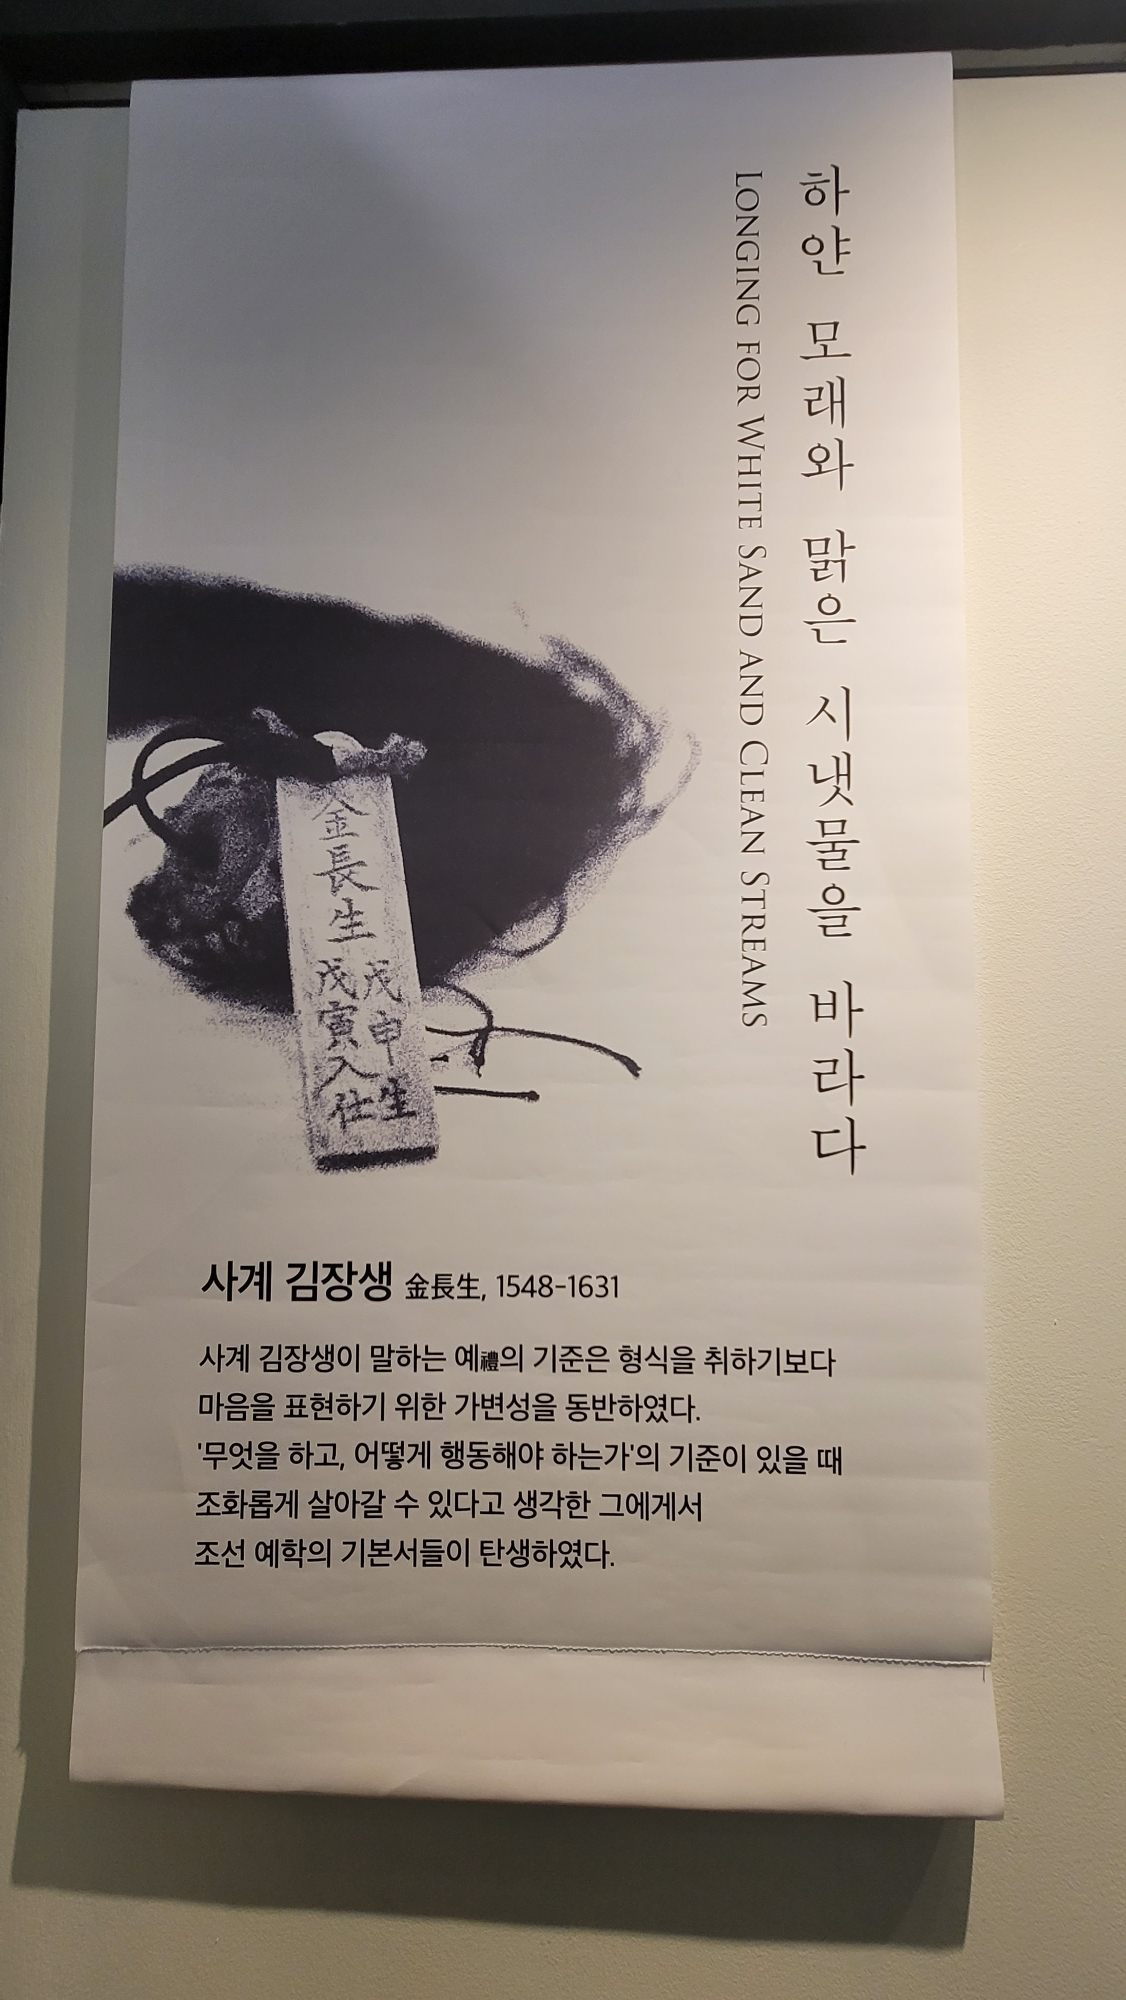 하얀 모래와 맑은 시냇물을 바라다
LONGING FOR WHITE SAND AND CLEAN STREAMS
金長生
戊申生
戊寅入仕
사계 김장생 金長生, 1548-1631
사계 김장생이 말하는 예禮의 기준은 형식을 취하기보다
마음을 표현하기 위한 가변성을 동반하였다.
'무엇을 하고, 어떻게 행동해야 하는가'의 기준이 있을 때
조화롭게 살아갈 수 있다고 생각한 그에게서
조선 예학의 기본서들이 탄생하였다.